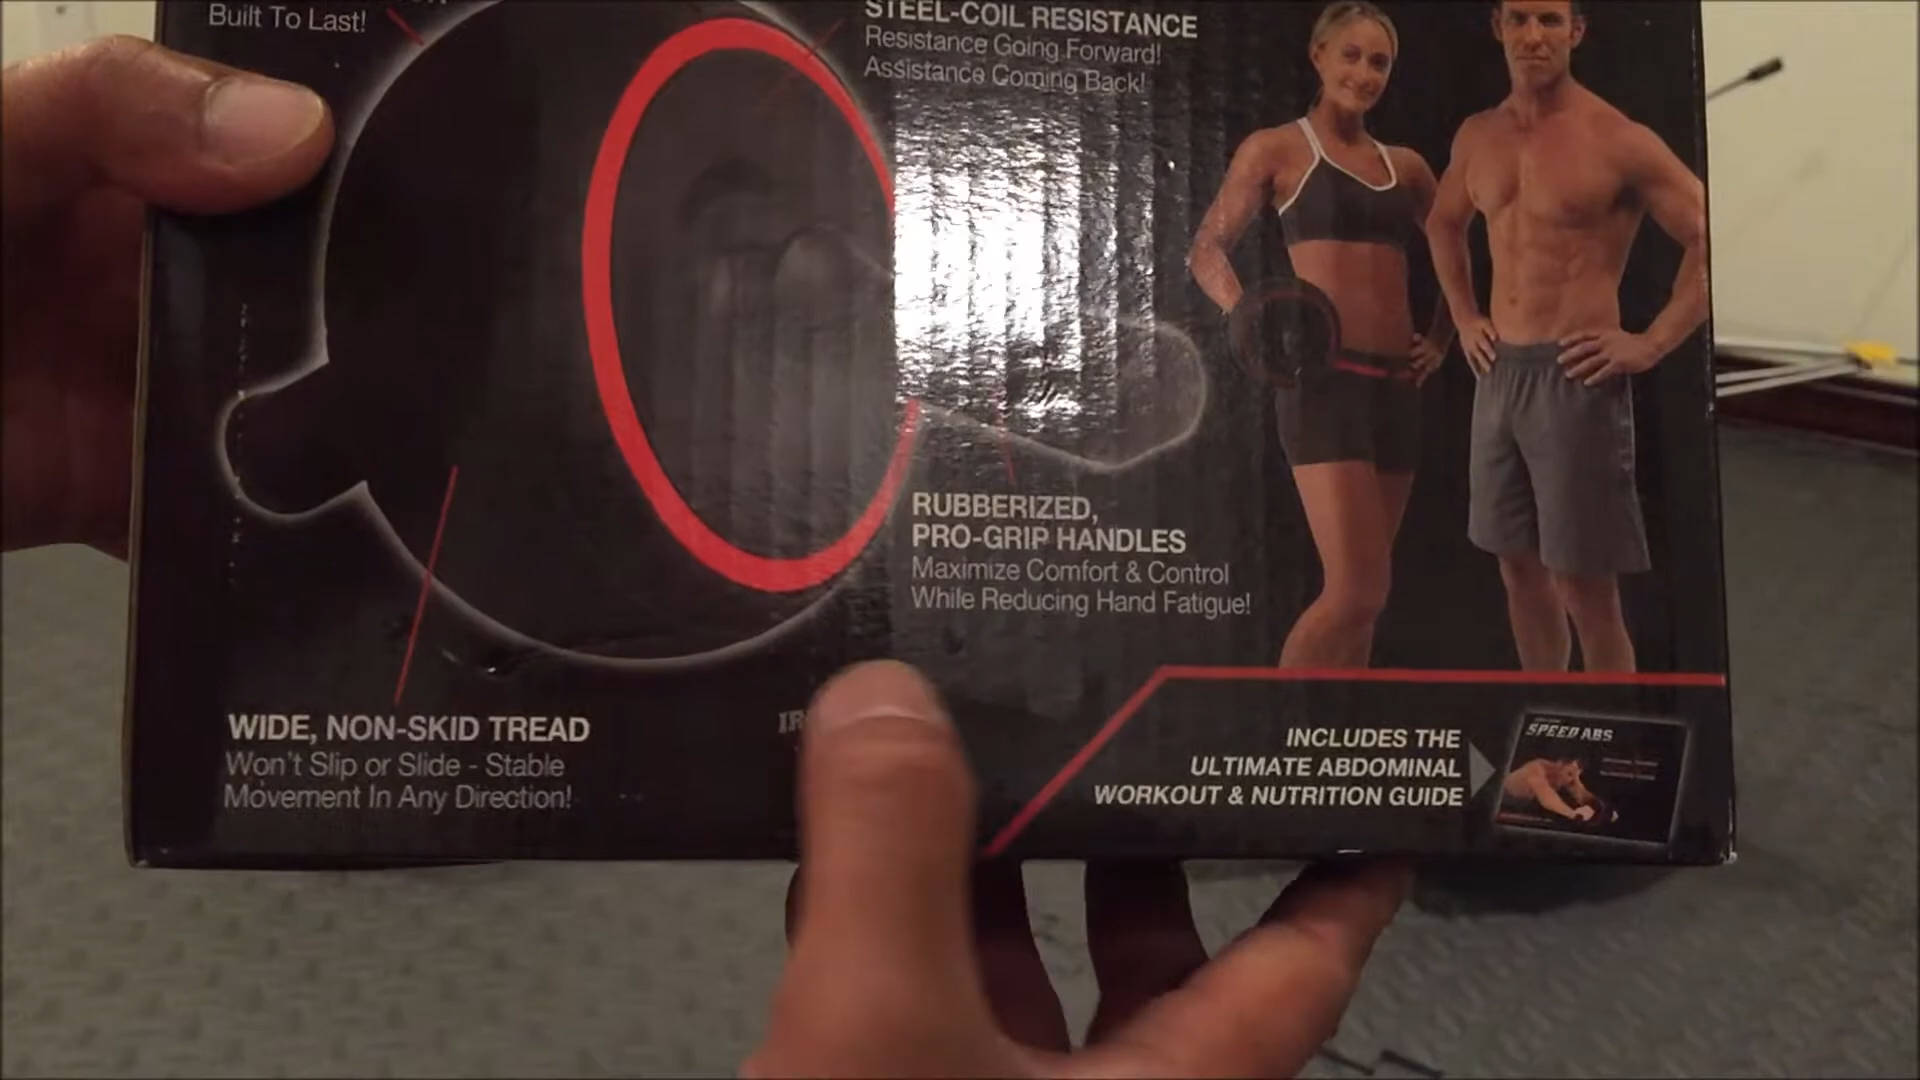 Built To Last!
STEEL-COIL RESISTANCE
Resistance Going Forward!
Assistance Coming Back!
RUBBERIZED,
PRO-GRIP HANDLES
Maximize Comfort & Control
While Reducing Hand Fatigue!
WIDE, NON-SKID TREAD
Won't Slip or Slide - Stable
Movement In Any Direction!
INCLUDES THE
ULTIMATE ABDOMINAL
WORKOUT & NUTRITION GUIDE
SPEED ABS